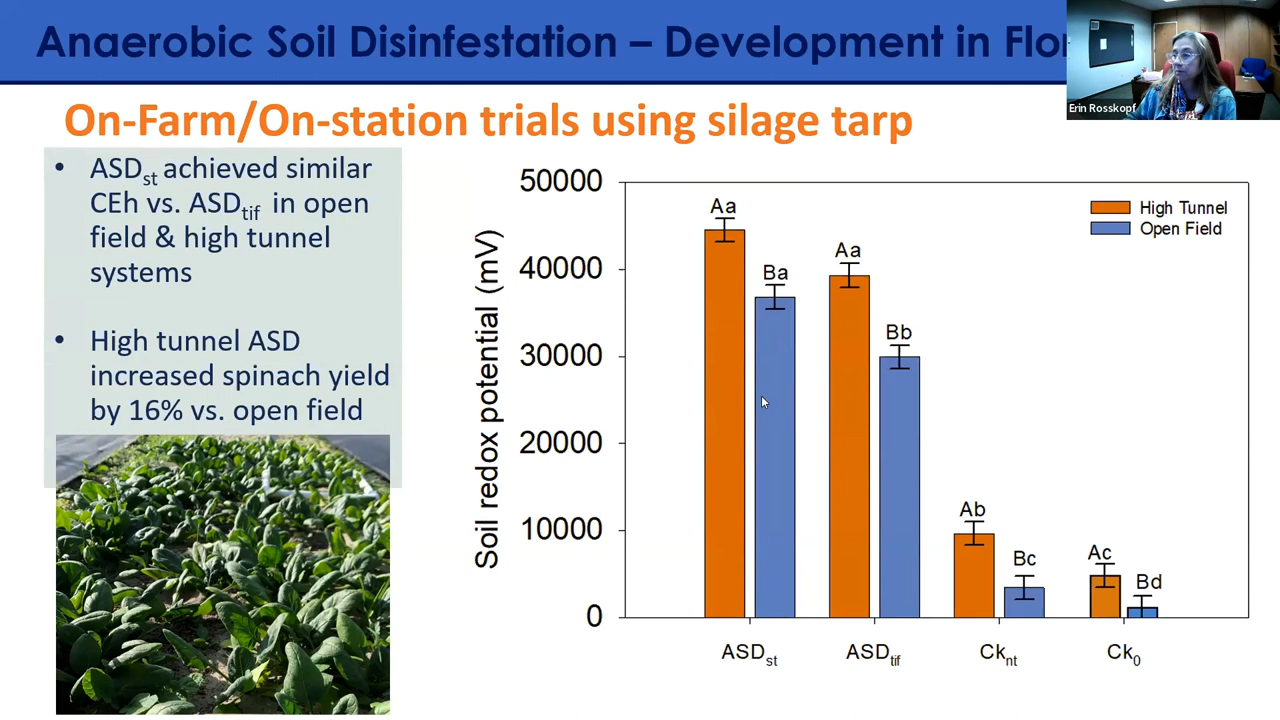 Anaerobic Soil Disinfestation – Development in Flo
Erin Rosskopf
On-Farm/On-station trials using silage tarp
• ASDst achieved similar
CEh vs. ASDtif in open
field & high tunnel
systems
• High tunnel ASD
increased spinach yield
by 16% vs. open field
Soil redox potential (mV)
50000
40000
30000
20000
10000
0
High Tunnel
Open Field
Aa
Ba
Aa
Bb
Ab
Bc
Ac
Bd
ASDst
ASDtif
Cknt
Ck0